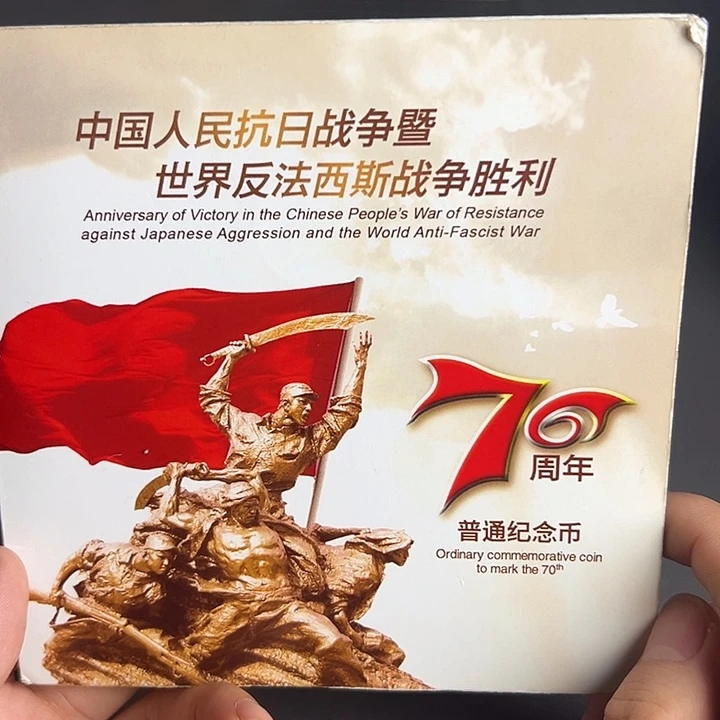 中国人民抗日战争暨
世界反法西斯战争胜利
Anniversary of Victory in the Chinese People's War of Resistance
against Japanese Aggression and the World Anti-Fascist War
70
周年
普通纪念币
Ordinary commemorative coin
to mark the 70th